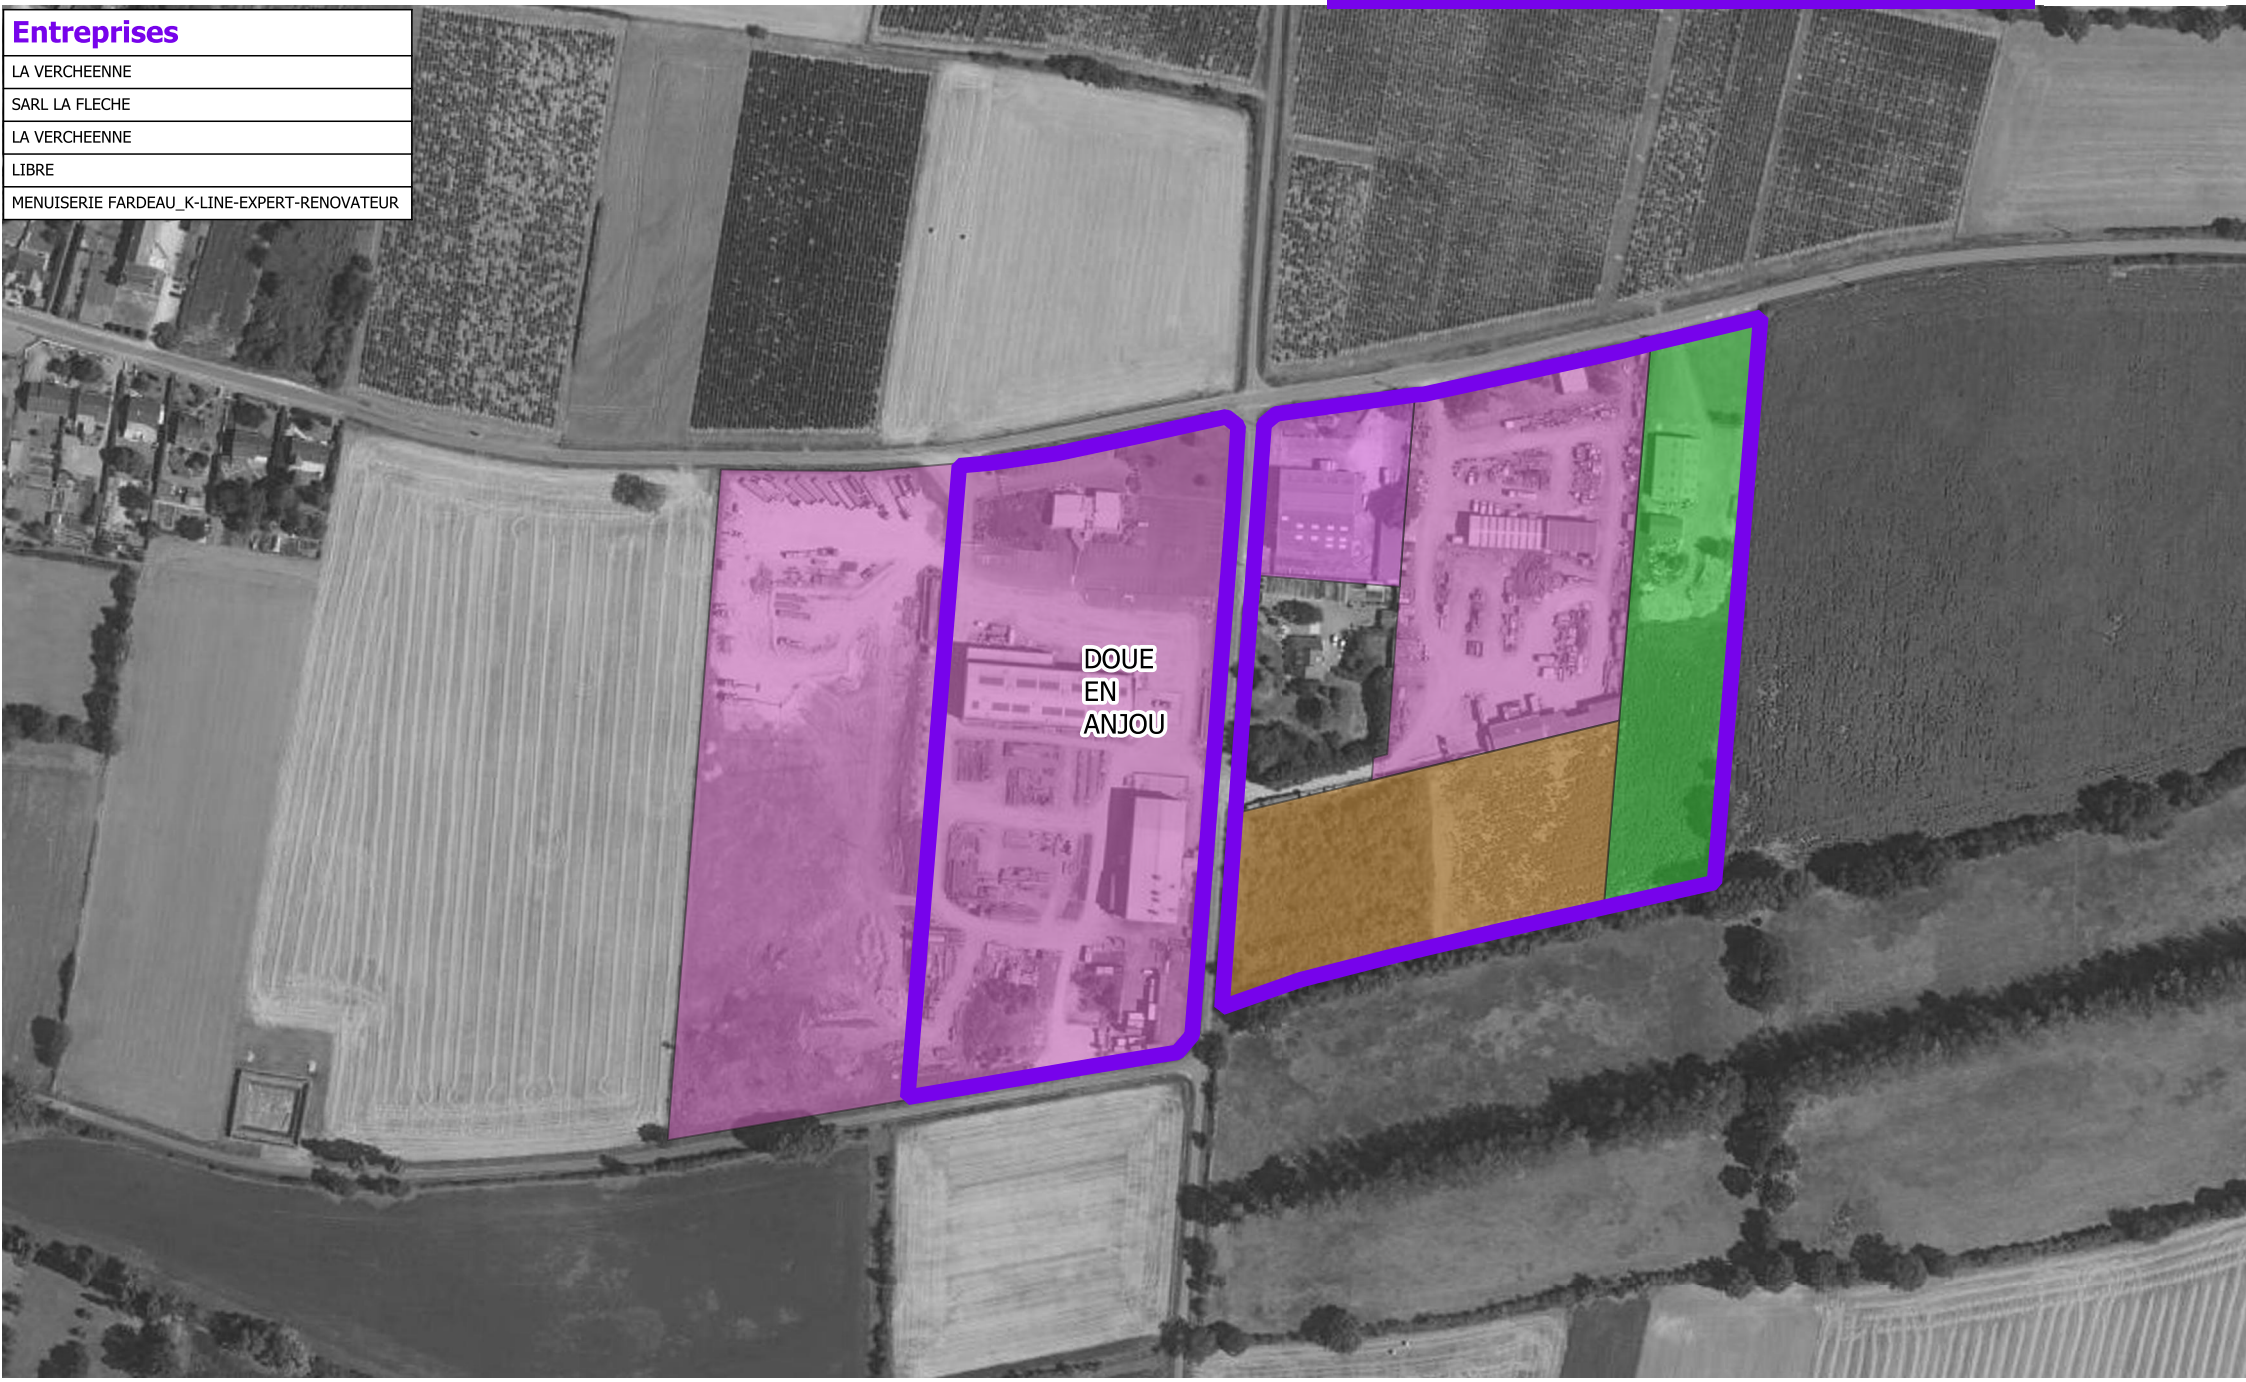 Entreprises
LA VERCHEENNE
SARL LA FLECHE
LA VERCHEENNE
LIBRE
MENUISERIE FARDEAU_K-LINE-EXPERT-RENOVATEUR
DOUE
EN
ANJOU